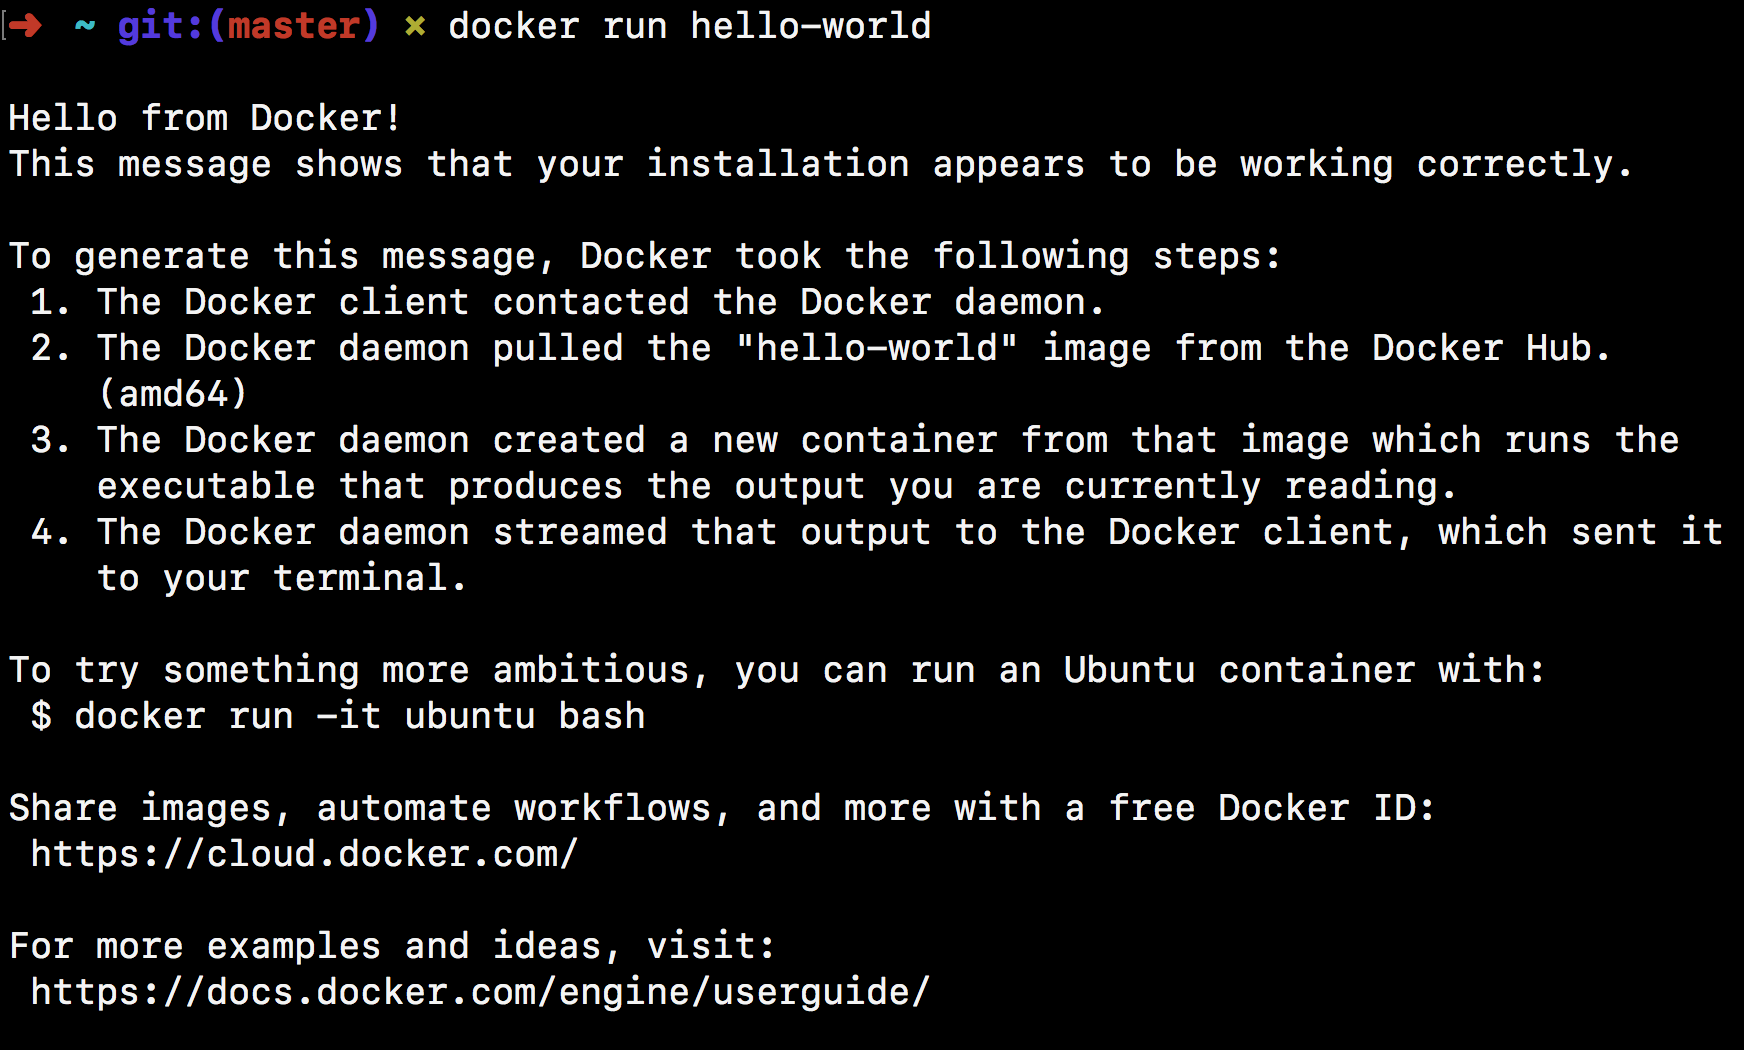 ➜ ~ git:(master) ✗ docker run hello-world
Hello from Docker!
This message shows that your installation appears to be working correctly.
To generate this message, Docker took the following steps:
1. The Docker client contacted the Docker daemon.
2. The Docker daemon pulled the "hello-world" image from the Docker Hub.
(amd64)
3. The Docker daemon created a new container from that image which runs the
executable that produces the output you are currently reading.
4. The Docker daemon streamed that output to the Docker client, which sent it
to your terminal.
To try something more ambitious, you can run an Ubuntu container with:
$ docker run -it ubuntu bash
Share images, automate workflows, and more with a free Docker ID:
https://cloud.docker.com/
For more examples and ideas, visit:
https://docs.docker.com/engine/userguide/